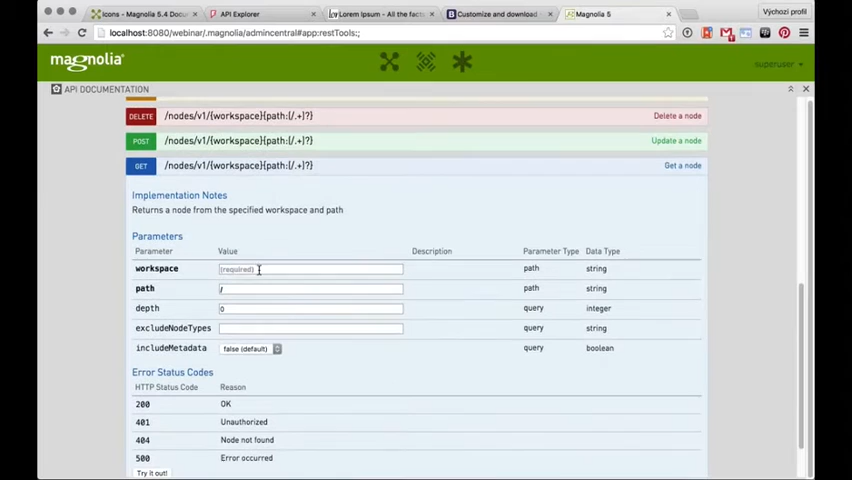 Icons - Magnolia 5.4 Docu
API Explorer
Lorem Ipsum - All the facts
Customize and download
Magnolia 5
Výchozí profil
localhost:8080/webinar/.magnolia/admincentral#app:restTools:;
magnolia
superuser
API DOCUMENTATION
DELETE /nodes/v1/{workspace}{path:(/.+)?} Delete a node
POST /nodes/v1/{workspace}{path:(/.+)?} Update a node
GET /nodes/v1/{workspace}{path:(/.+)?} Get a node
Implementation Notes
Returns a node from the specified workspace and path
Parameters
Parameter Value Description Parameter Type Data Type
workspace (required) path string
path / path string
depth 0 query integer
excludeNodeTypes query string
includeMetadata false (default) query boolean
Error Status Codes
HTTP Status Code Reason
200 OK
401 Unauthorized
404 Node not found
500 Error occurred
Try it out!